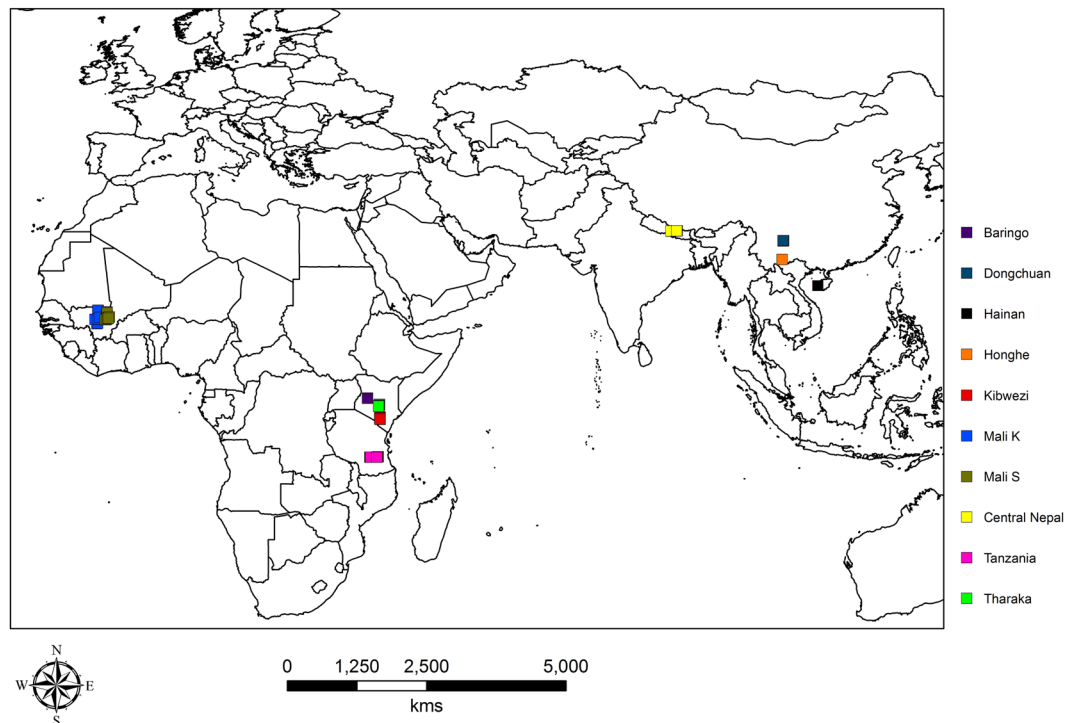 Baringo
Dongchuan
Hainan
Honghe
Kibwezi
Mali K
Mali S
Central Nepal
Tanzania
Tharaka
N
W E
S
0 1,250 2,500 5,000
kms